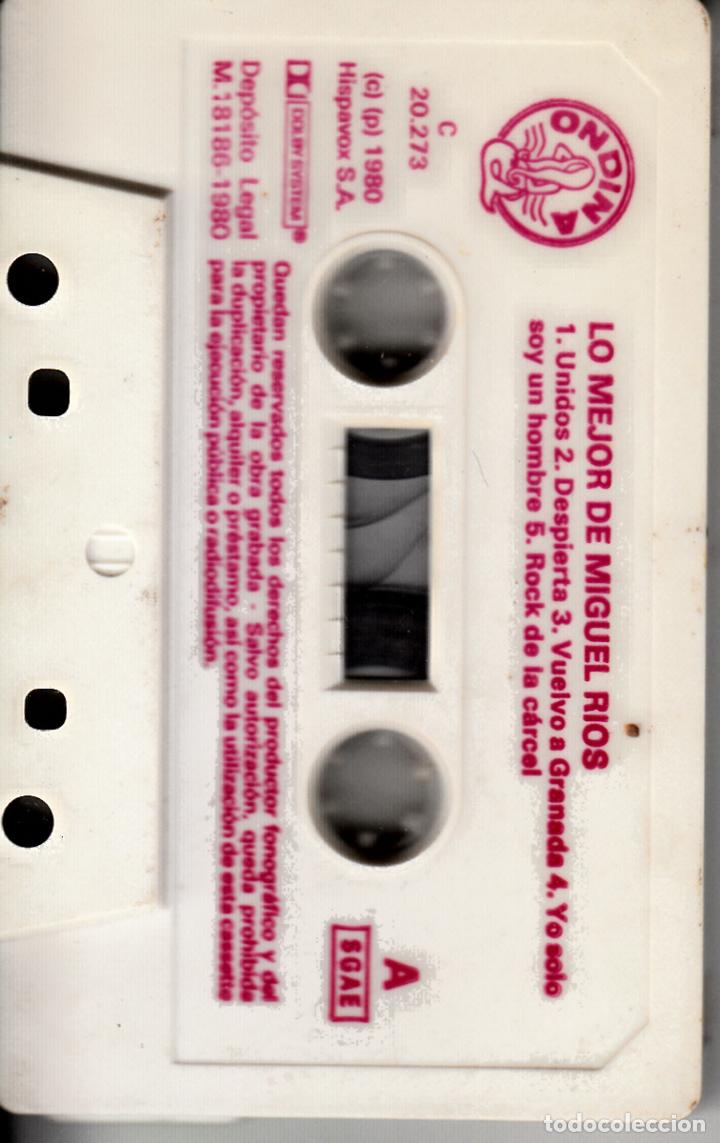 ONDINA
LO MEJOR DE MIGUEL RIOS
1. Unidos 2. Despierta 3. Vuelvo a Granada 4. Yo solo
soy un hombre 5. Rock de la cárcel
C
20.273
(c) (p) 1980
Hispavox S.A.
DOLBY SYSTEM®
Depósito Legal
M. 18186-1980
A
SGAE
Quedan reservados todos los derechos del productor fonográfico y del
propietario de la obra grabada - Salvo autorización, queda prohibida
la duplicación, alquiler o préstamo, así como la utilización de esta cassette
para la ejecución pública o radiodifusión.
todocoleccion